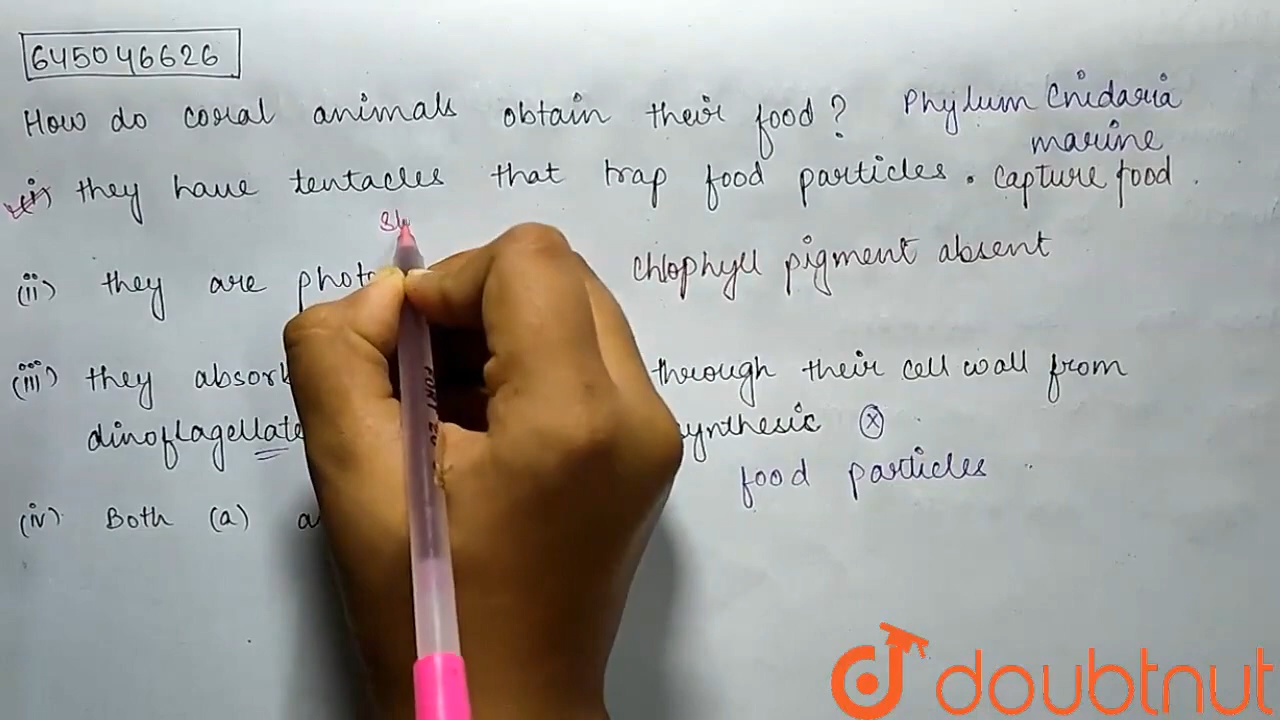 645046626
How do coral animals obtain their food? Phylum Cnidaria
marine
(i) they have tentacles that trap food particles. Capture food.
(ii) they are chlophyll pigment absent
(iii) they absorb through their cell wall from
dinoflagellate synthesis x
food particles
(iv) Both (a)
FORT
doubtnut